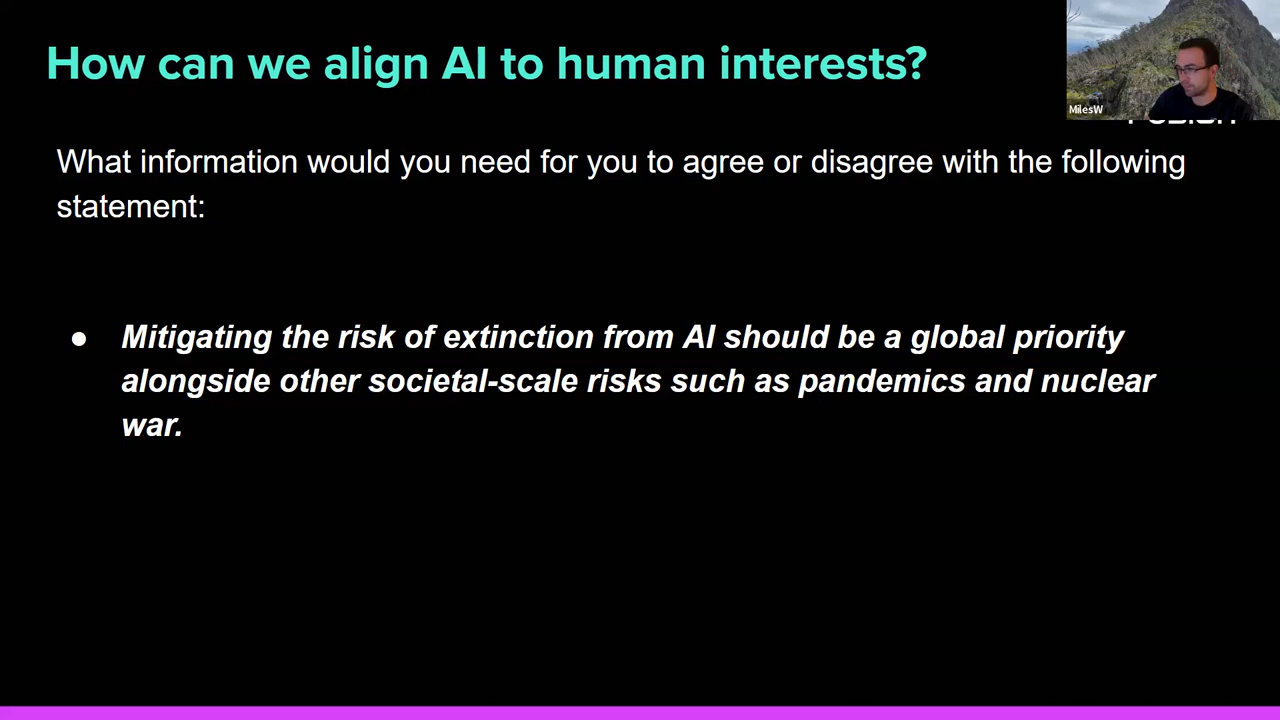 How can we align AI to human interests?
MilesW
What information would you need for you to agree or disagree with the following
statement:
● Mitigating the risk of extinction from AI should be a global priority
alongside other societal-scale risks such as pandemics and nuclear
war.